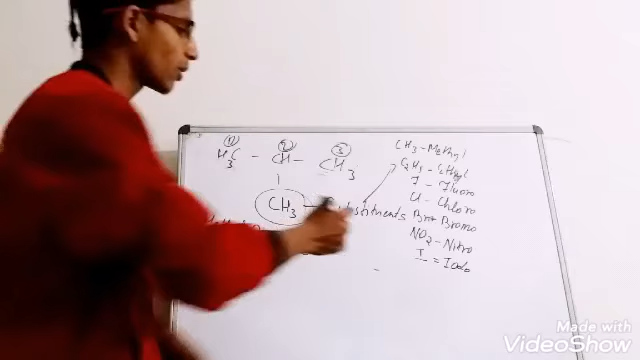 ① ② ③
H3C - CH - CH3
CH3 - substituents
CH3 - Methyl
C2H5 - Ethyl
F - Fluoro
Cl - Chloro
Br - Bromo
NO2 - Nitro
I = Iodo
Made with
VideoShow